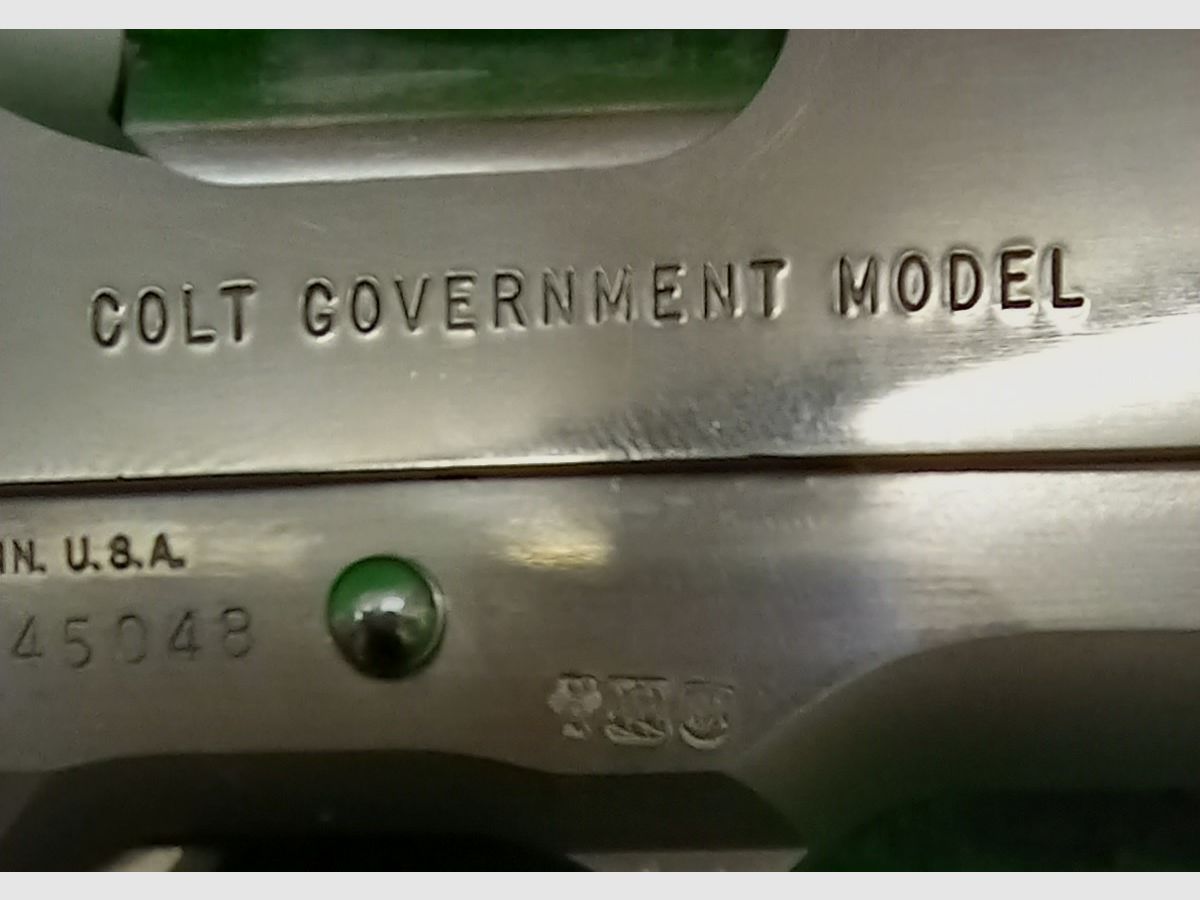 COLT GOVERNMENT MODEL
IN. U.S.A.
45048